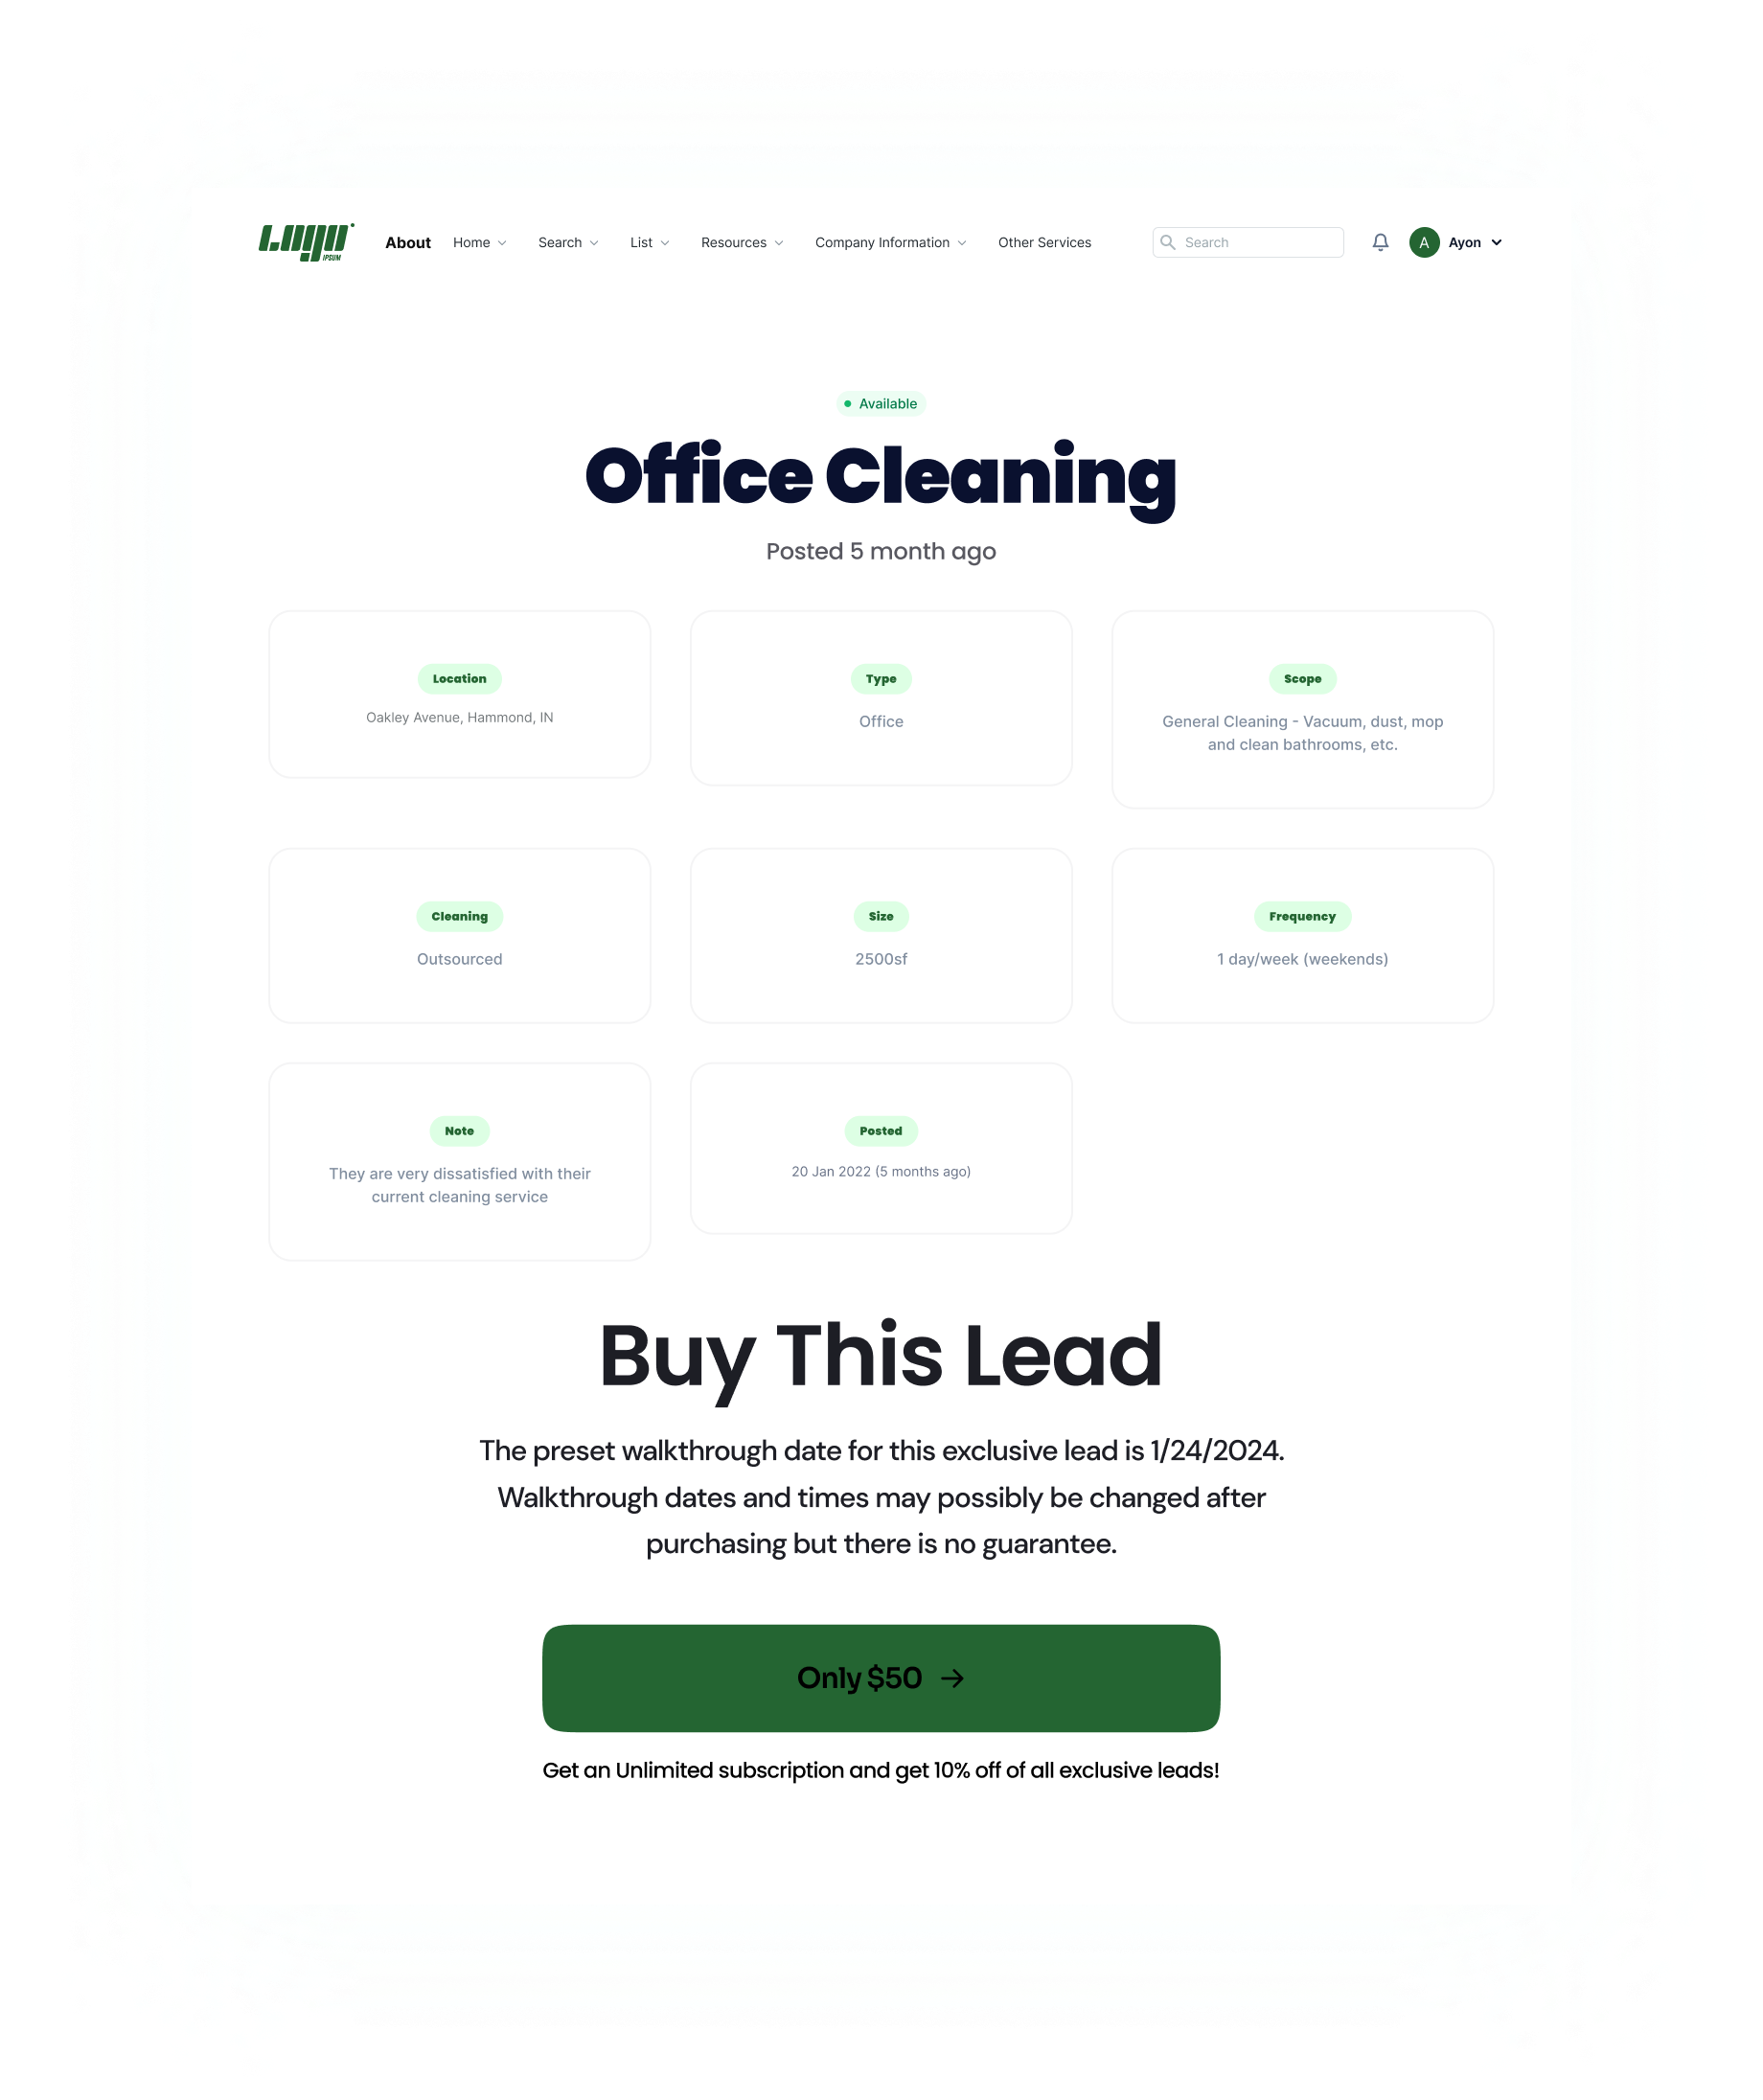 Logo IPSUM
About Home Search List Resources Company Information Other Services Search A Ayon
Available
Office Cleaning
Posted 5 month ago
Location
Oakley Avenue, Hammond, IN
Type
Office
Scope
General Cleaning - Vacuum, dust, mop
and clean bathrooms, etc.
Cleaning
Outsourced
Size
2500sf
Frequency
1 day/week (weekends)
Note
They are very dissatisfied with their
current cleaning service
Posted
20 Jan 2022 (5 months ago)
Buy This Lead
The preset walkthrough date for this exclusive lead is 1/24/2024.
Walkthrough dates and times may possibly be changed after
purchasing but there is no guarantee.
Only $50 →
Get an Unlimited subscription and get 10% off of all exclusive leads!